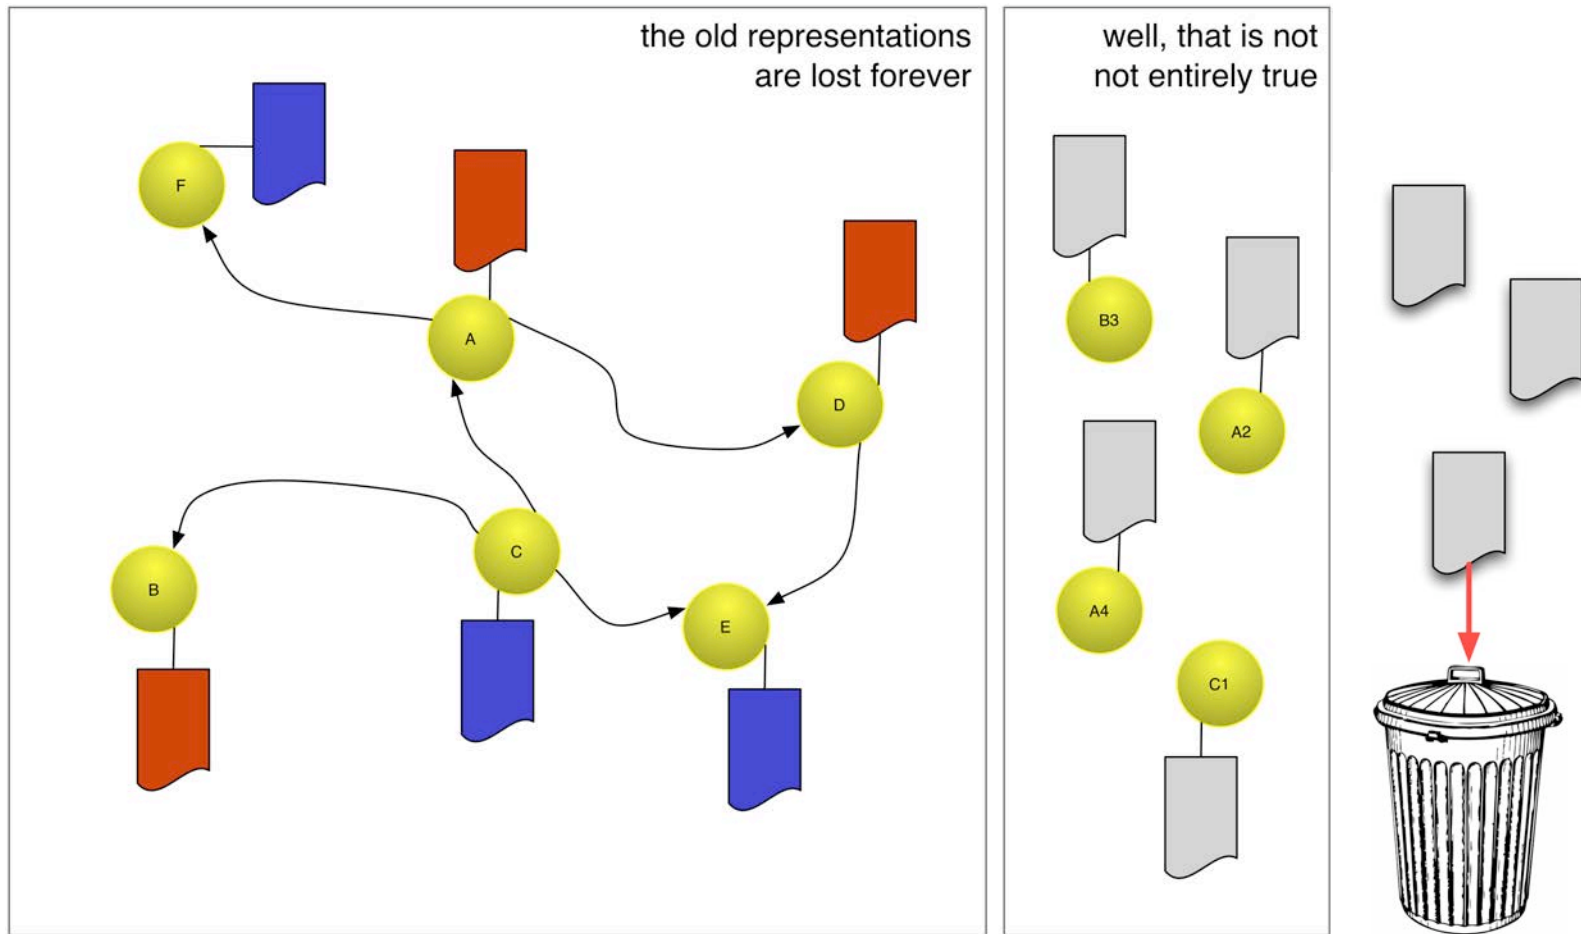 the old representations
are lost forever
well, that is not
not entirely true
F
A
D
B
C
E
B3
A2
A4
C1